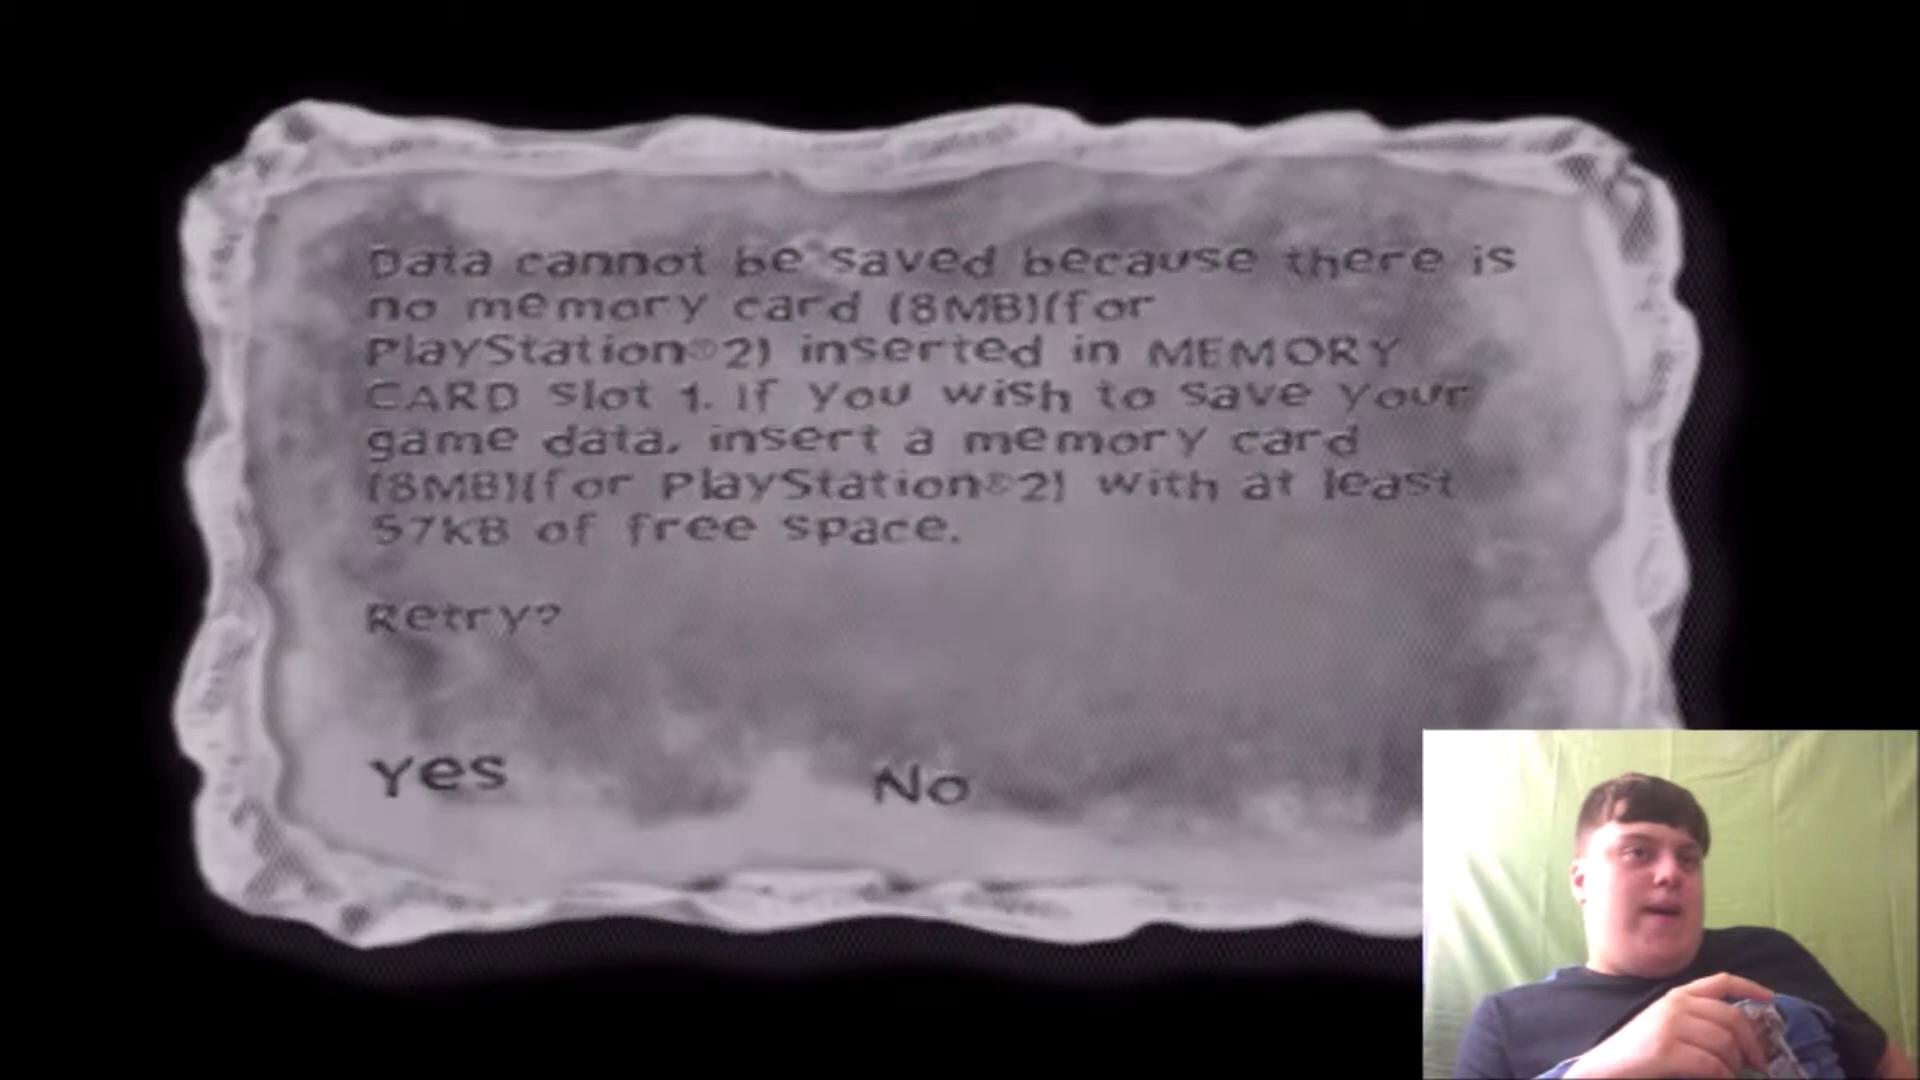 Data cannot be saved because there is
no memory card (8MB)(for
PlayStation®2) inserted in MEMORY
CARD slot 1. If you wish to save your
game data, insert a memory card
(8MB)(for PlayStation®2) with at least
57KB of free space.
Retry?
Yes
No